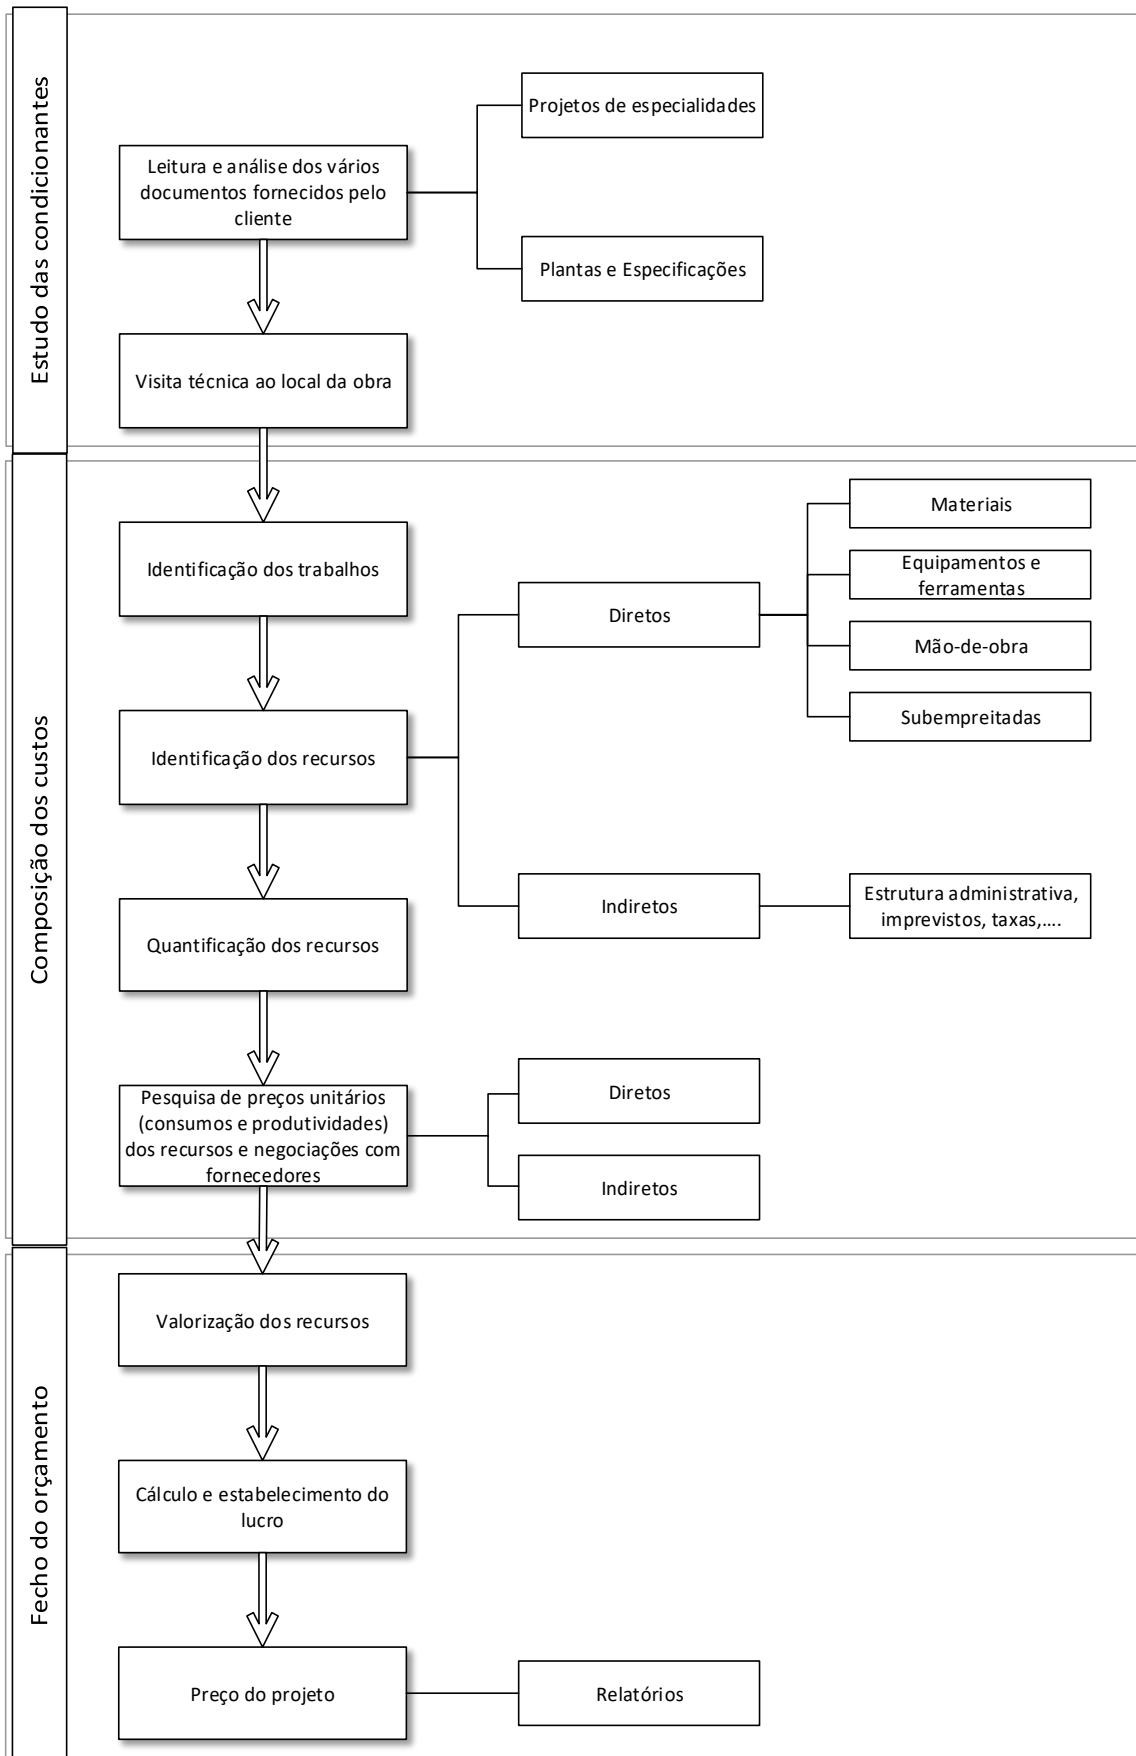 Estudo das condicionantes
Projetos de especialidades
Leitura e análise dos vários
documentos fornecidos pelo
cliente
Plantas e Especificações
Visita técnica ao local da obra
Composição dos custos
Materiais
Identificação dos trabalhos
Equipamentos e
ferramentas
Diretos
Mão-de-obra
Subempreitadas
Identificação dos recursos
Indiretos
Estrutura administrativa,
imprevistos, taxas,....
Quantificação dos recursos
Pesquisa de preços unitários
(consumos e produtividades)
dos recursos e negociações com
fornecedores
Diretos
Indiretos
Fecho do orçamento
Valorização dos recursos
Cálculo e estabelecimento do
lucro
Preço do projeto
Relatórios